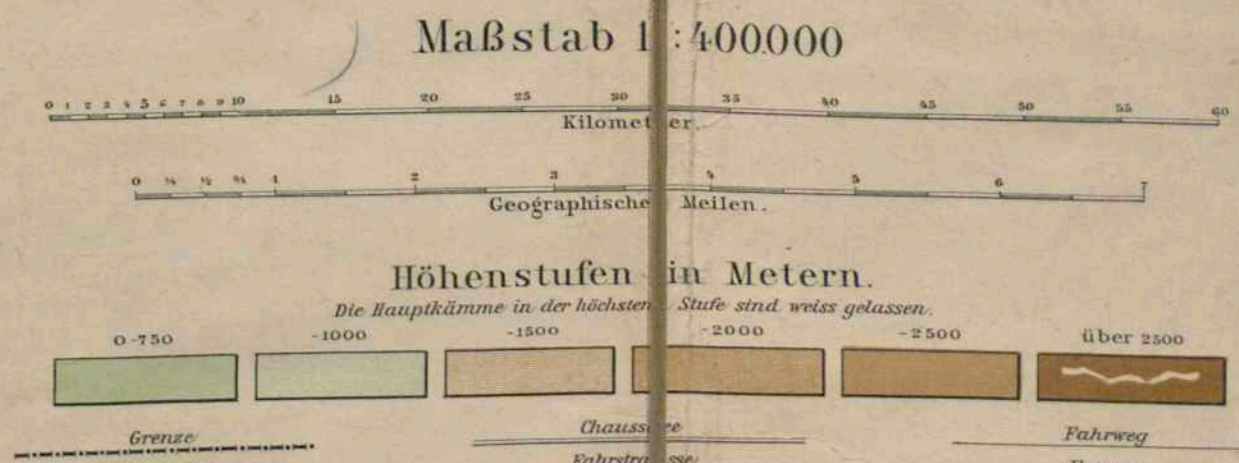 Maßstab 1:400.000
0 1 2 3 4 5 6 7 8 9 10 15 20 25 30 35 40 45 50 55 60
Kilometer.
0 ¼ ½ ¾ 1 2 3 4 5 6 7
Geographische Meilen.
Höhenstufen in Metern.
Die Hauptkämme in der höchsten Stufe sind weiss gelassen.
0-750 -1000 -1500 -2000 -2500 über 2500
Grenze Chaussee Fahrweg
Fahrstrasse